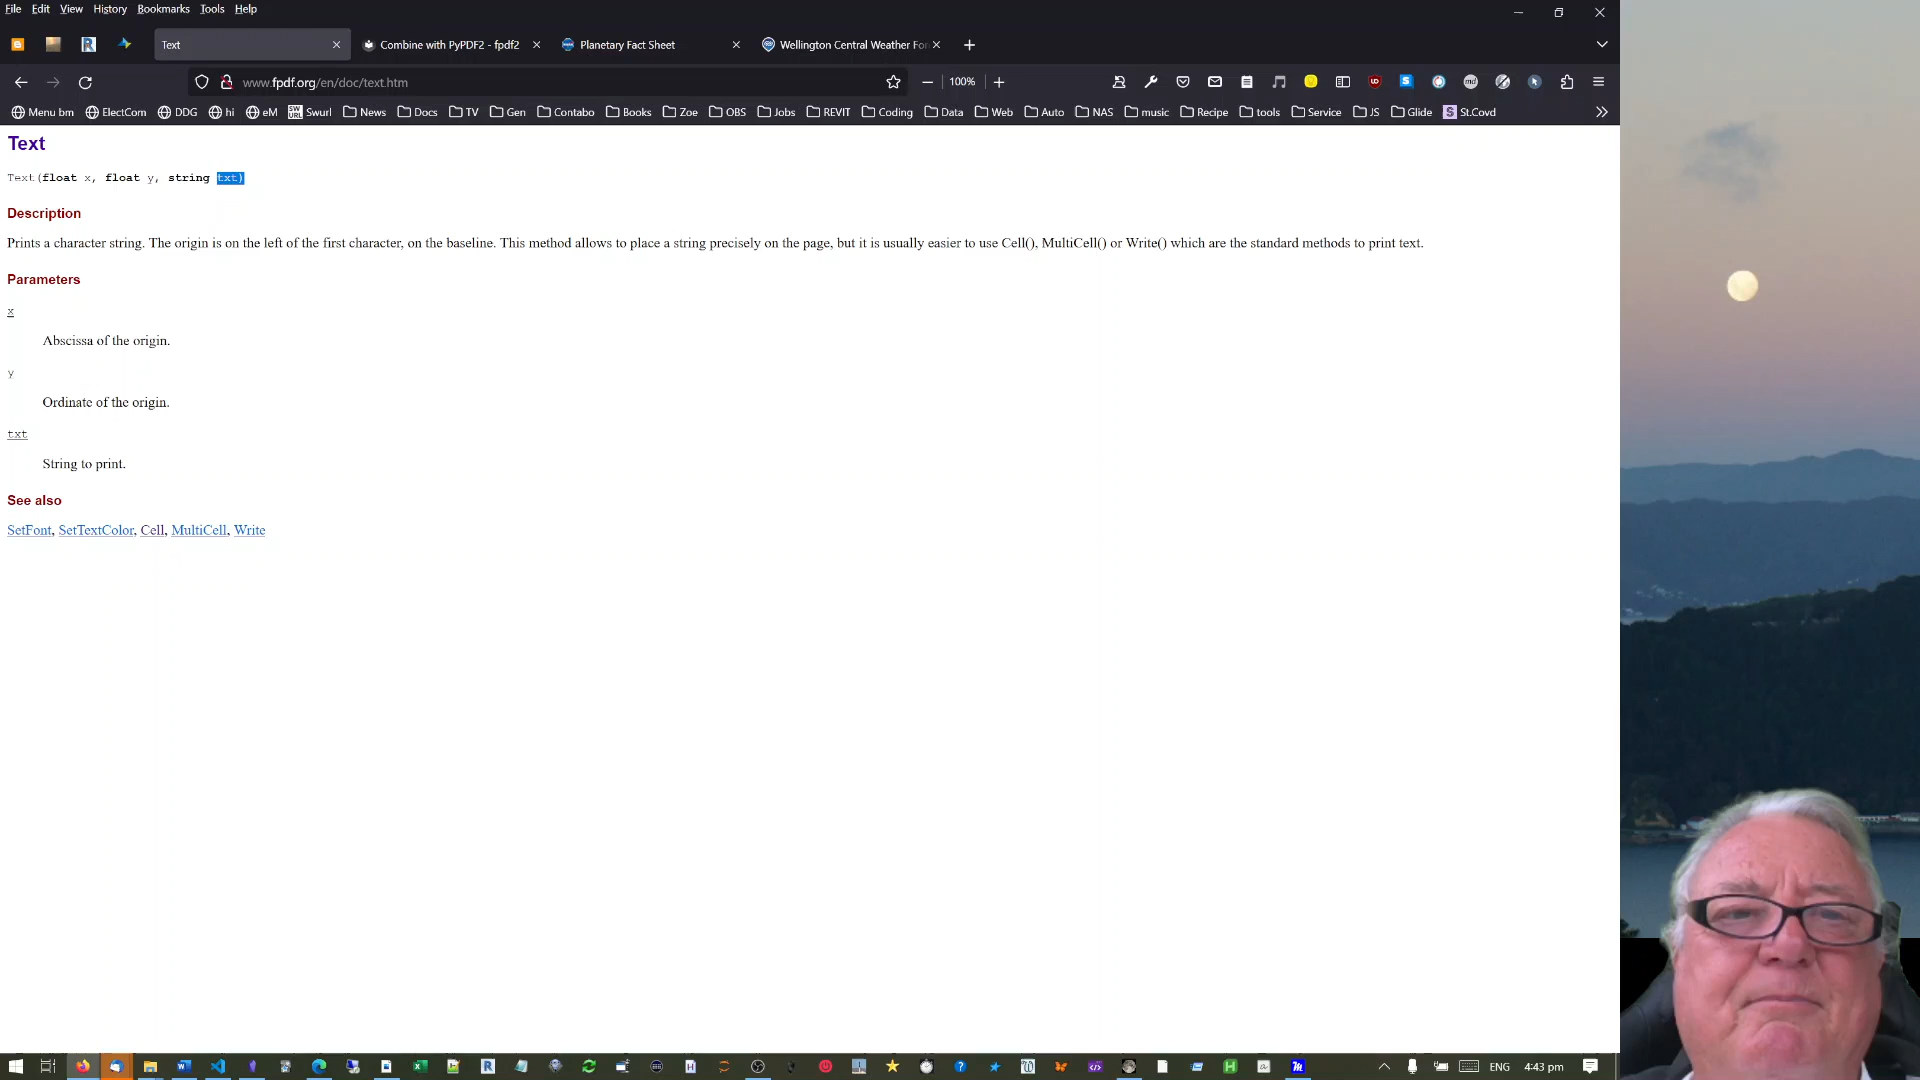 File Edit View History Bookmarks Tools Help
Text
Combine with PyPDF2 - fpdf2
Planetary Fact Sheet
Wellington Central Weather For
www.fpdf.org/en/doc/text.htm
100%
Menu bm ElectCom DDG hi eM Swurl News Docs TV Gen Contabo Books Zoe OBS Jobs REVIT Coding Data Web Auto NAS music Recipe tools Service JS Glide St.Covd
Text
Text(float x, float y, string txt)
Description
Prints a character string. The origin is on the left of the first character, on the baseline. This method allows to place a string precisely on the page, but it is usually easier to use Cell(), MultiCell() or Write() which are the standard methods to print text.
Parameters
x
Abscissa of the origin.
y
Ordinate of the origin.
txt
String to print.
See also
SetFont, SetTextColor, Cell, MultiCell, Write
ENG 4:43 pm